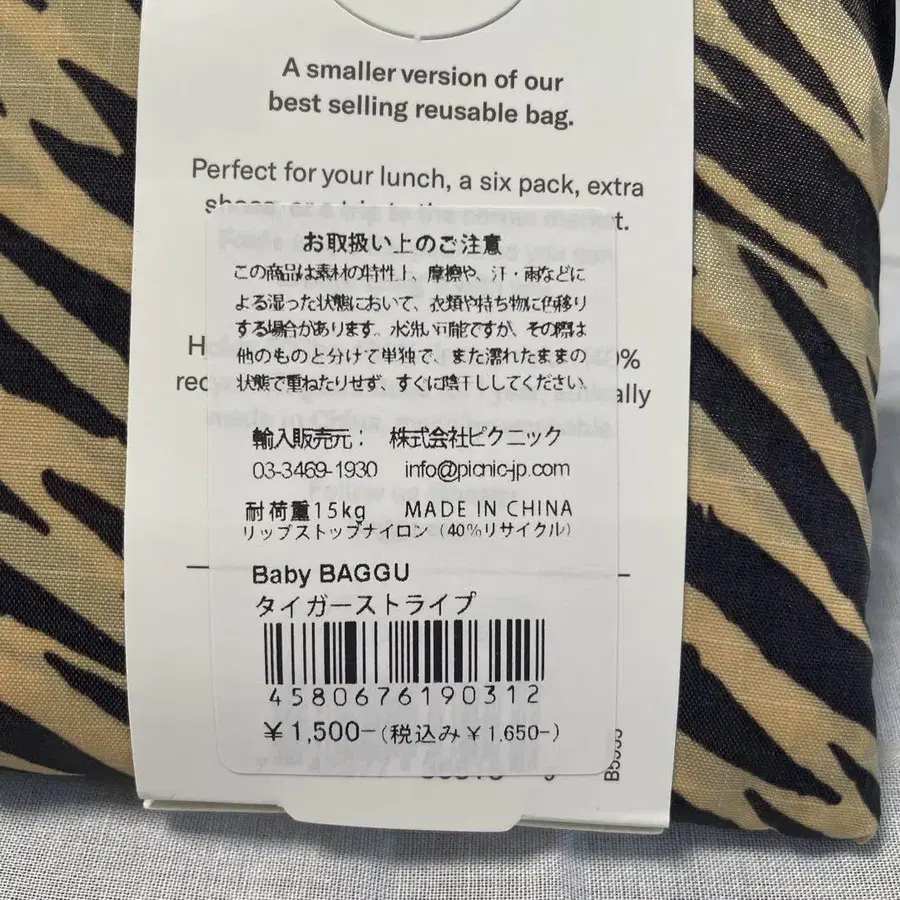 A smaller version of our
best selling reusable bag.
Perfect for your lunch, a six pack, extra
お取扱い上のご注意
この商品は素材の特性上、摩擦や、汗・雨などに
よる湿った状態において、衣類や持ち物に色移り
する場合があります。水洗い可能ですが、その際は
他のものと分けて単独で、また濡れたままの
状態で重ねたりせず、すぐに陰干ししてください。
輸入販売元： 株式会社ピクニック
03-3469-1930 info@picnic-jp.com
耐荷重15kg MADE IN CHINA
リップストップナイロン（40%リサイクル）
Baby BAGGU
タイガーストライプ
4580676190312
￥1,500-(税込み￥1,650-)